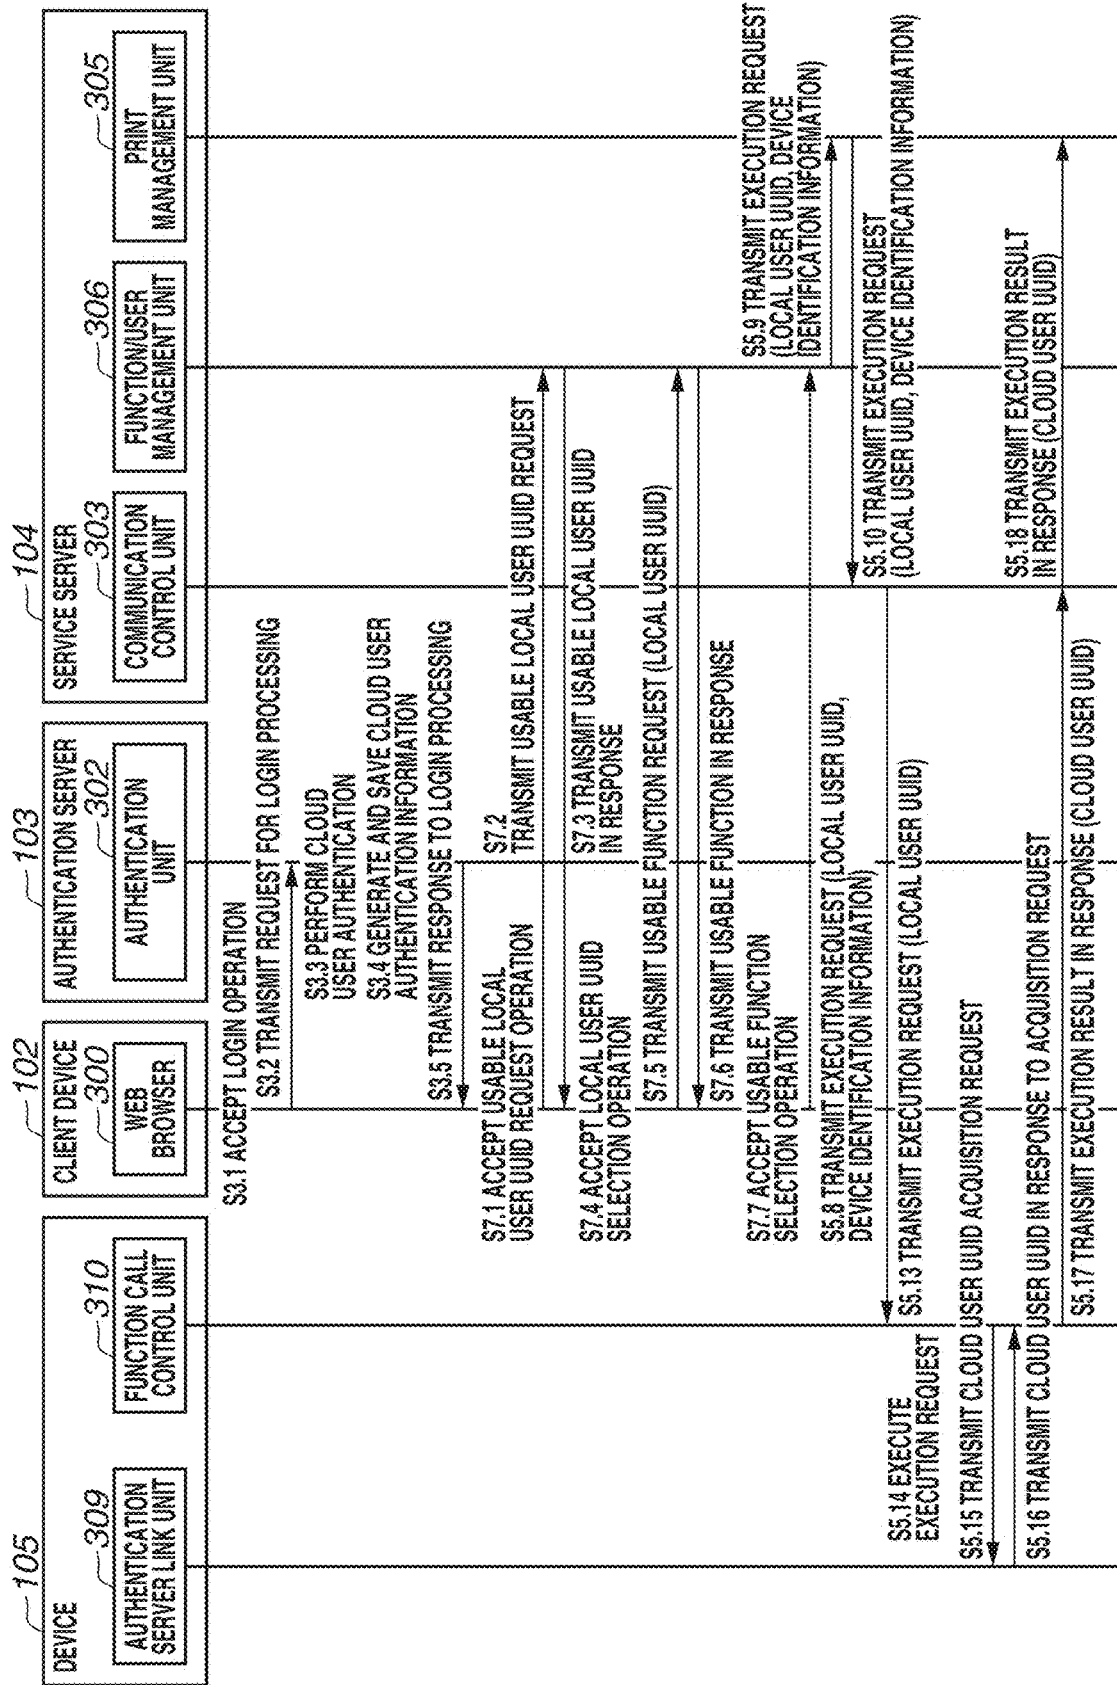 105
DEVICE
309
AUTHENTICATION
SERVER LINK UNIT
310
FUNCTION CALL
CONTROL UNIT
102
CLIENT DEVICE
300
WEB
BROWSER
103
AUTHENTICATION SERVER
302
AUTHENTICATION
UNIT
104
SERVICE SERVER
303
COMMUNICATION
CONTROL UNIT
306
FUNCTION/USER
MANAGEMENT UNIT
305
PRINT
MANAGEMENT UNIT
S3.1 ACCEPT LOGIN OPERATION
S3.2 TRANSMIT REQUEST FOR LOGIN PROCESSING
S3.3 PERFORM CLOUD
USER AUTHENTICATION
S3.4 GENERATE AND SAVE CLOUD USER
AUTHENTICATION INFORMATION
S3.5 TRANSMIT RESPONSE TO LOGIN PROCESSING
S7.1 ACCEPT USABLE LOCAL
USER UUID REQUEST OPERATION
S7.2
TRANSMIT USABLE LOCAL USER UUID REQUEST
S7.3 TRANSMIT USABLE LOCAL USER UUID
IN RESPONSE
S7.4 ACCEPT LOCAL USER UUID
SELECTION OPERATION
S7.5 TRANSMIT USABLE FUNCTION REQUEST (LOCAL USER UUID)
S7.6 TRANSMIT USABLE FUNCTION IN RESPONSE
S7.7 ACCEPT USABLE FUNCTION
SELECTION OPERATION
S5.8 TRANSMIT EXECUTION REQUEST (LOCAL USER UUID,
DEVICE IDENTIFICATION INFORMATION)
S5.9 TRANSMIT EXECUTION REQUEST
(LOCAL USER UUID, DEVICE
IDENTIFICATION INFORMATION)
S5.10 TRANSMIT EXECUTION REQUEST
(LOCAL USER UUID, DEVICE IDENTIFICATION INFORMATION)
S5.13 TRANSMIT EXECUTION REQUEST (LOCAL USER UUID)
S5.14 EXECUTE
EXECUTION REQUEST
S5.15 TRANSMIT CLOUD USER UUID ACQUISITION REQUEST
S5.16 TRANSMIT CLOUD USER UUID IN RESPONSE TO ACQUISITION REQUEST
S5.17 TRANSMIT EXECUTION RESULT IN RESPONSE (CLOUD USER UUID)
S5.18 TRANSMIT EXECUTION RESULT
IN RESPONSE (CLOUD USER UUID)